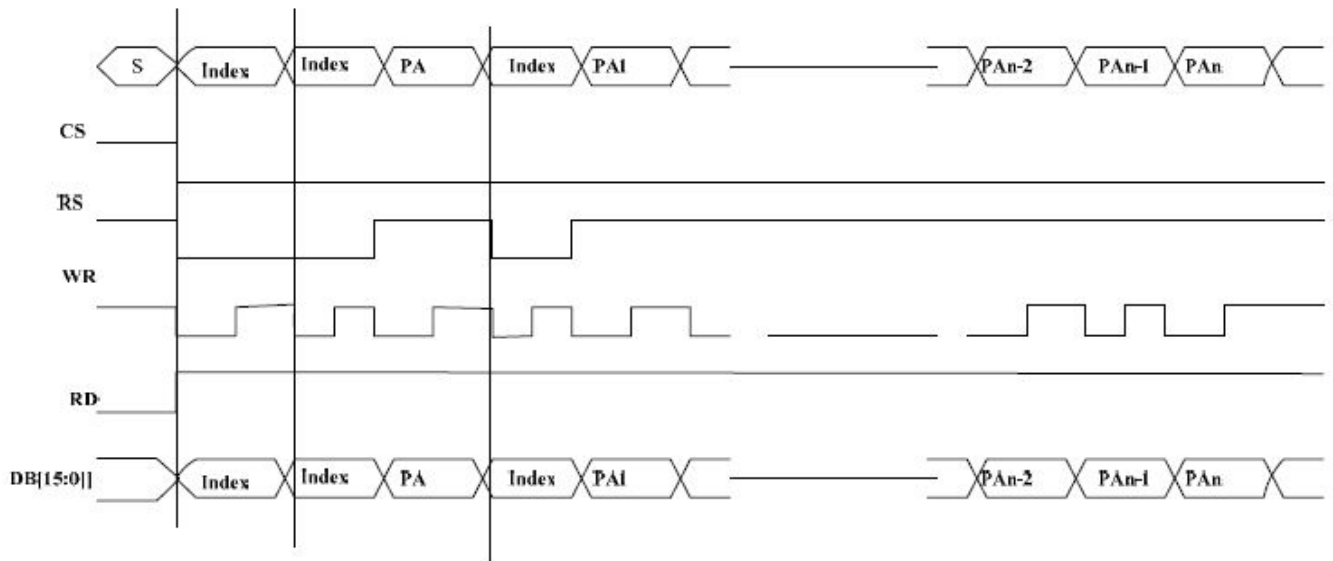 S Index Index PA Index PA1 PAn-2 PAn-1 PAn
CS
RS
WR
RD
DB[15:0]] Index Index PA Index PA1 PAn-2 PAn-1 PAn